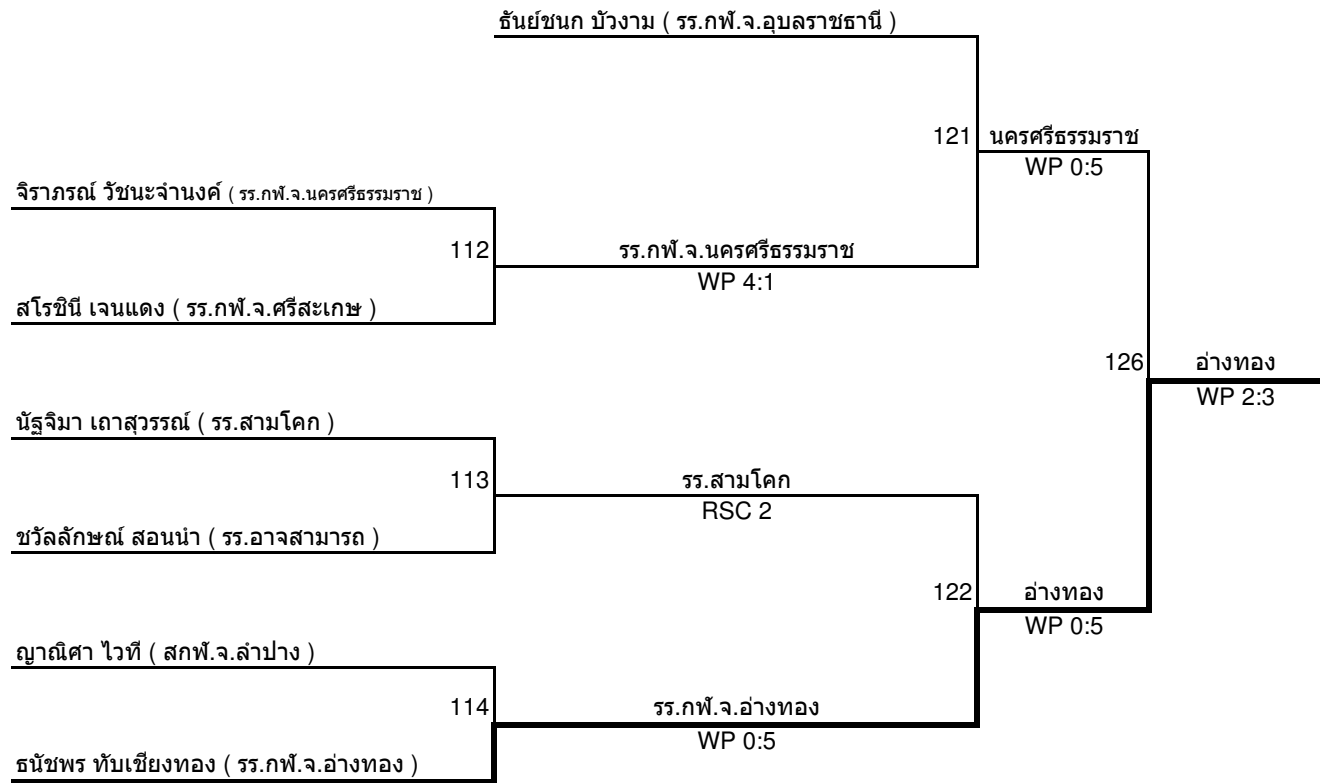 ธันย์ชนก บัวงาม ( รร.กฬ.จ.อุบลราชธานี )
121 นครศรีธรรมราช
WP 0:5
จิราภรณ์ วัชนะจำนงค์ ( รร.กฬ.จ.นครศรีธรรมราช )
112 รร.กฬ.จ.นครศรีธรรมราช
WP 4:1
สโรชินี เจนแดง ( รร.กฬ.จ.ศรีสะเกษ )
126 อ่างทอง
WP 2:3
นัฐจิมา เถาสุวรรณ์ ( รร.สามโคก )
113 รร.สามโคก
RSC 2
ชวัลลักษณ์ สอนนำ ( รร.อาจสามารถ )
122 อ่างทอง
WP 0:5
ญาณิศา ไวที ( สกฬ.จ.ลำปาง )
114 รร.กฬ.จ.อ่างทอง
WP 0:5
ธนัชพร ทับเชียงทอง ( รร.กฬ.จ.อ่างทอง )